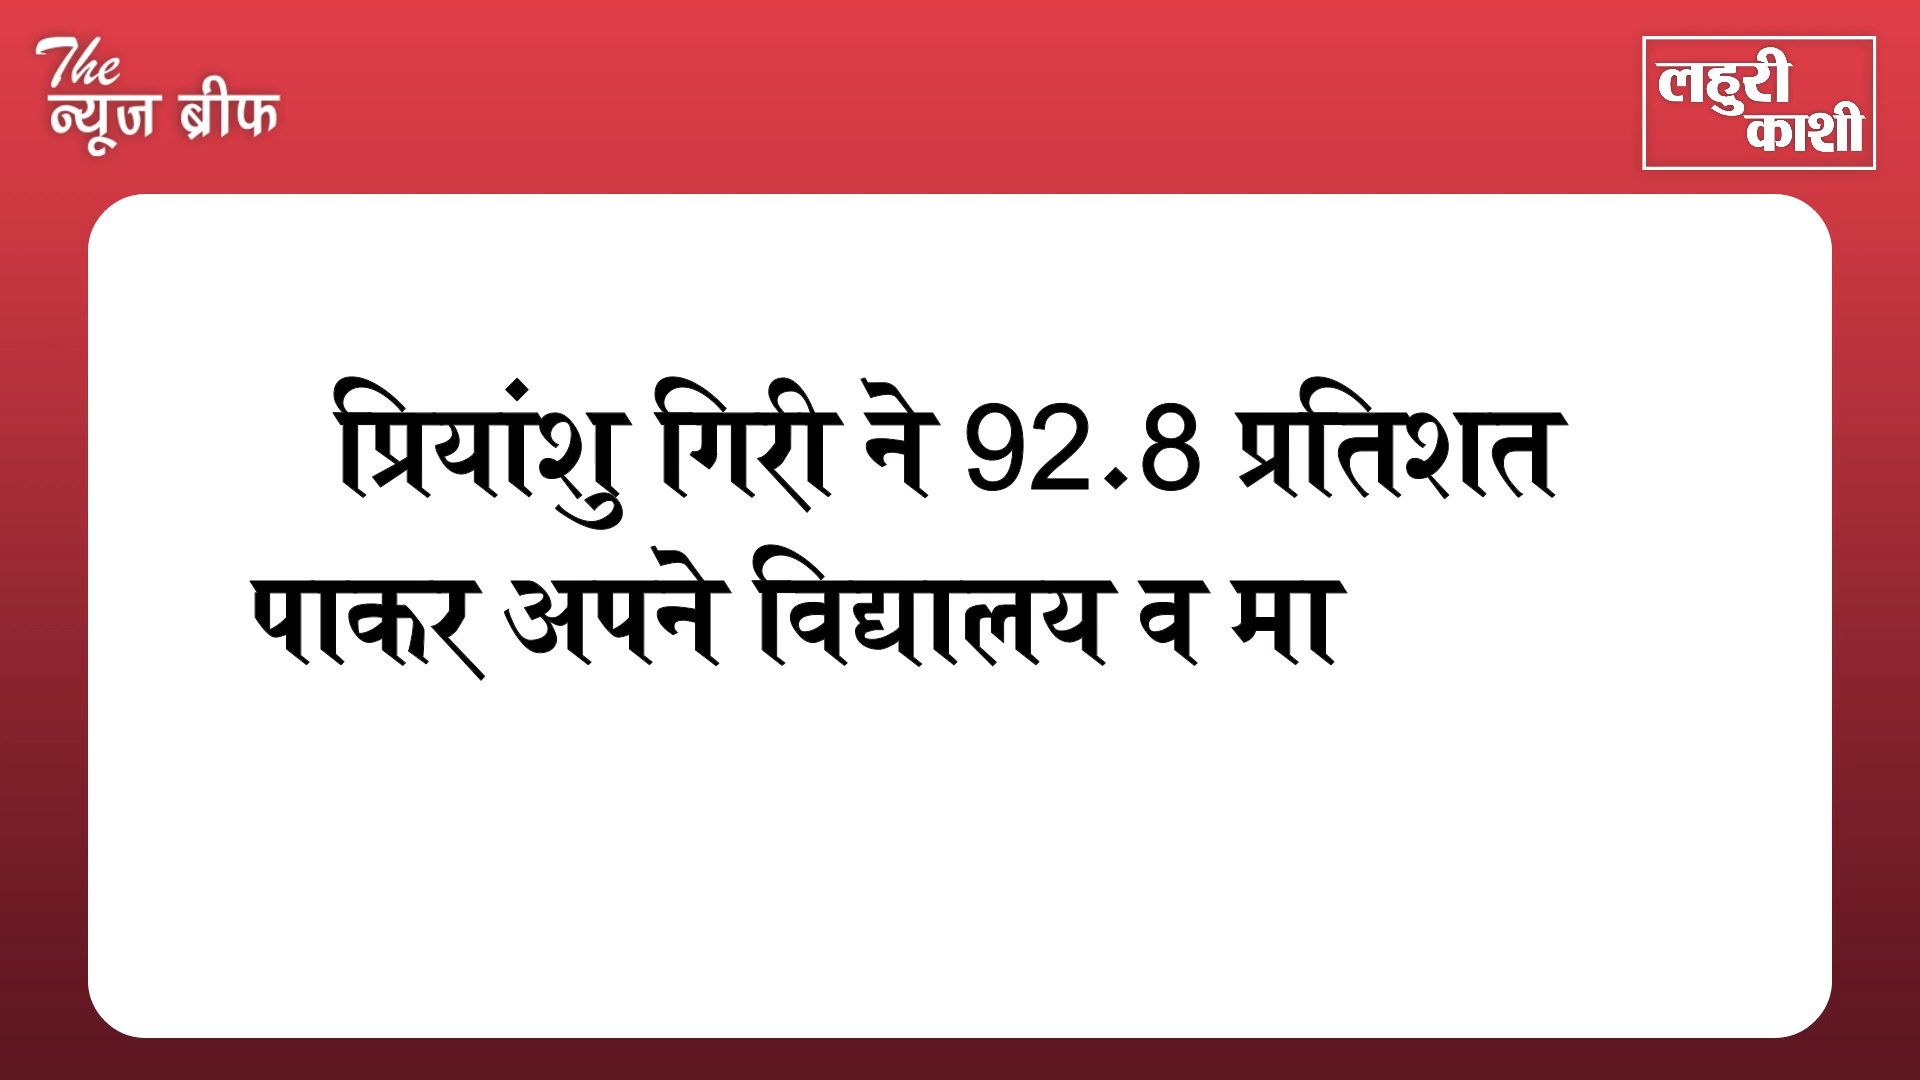 The
न्यूज ब्रीफ
लहुरी
काशी
प्रियांशु गिरी ने 92.8 प्रतिशत
पाकर अपने विद्यालय व मा